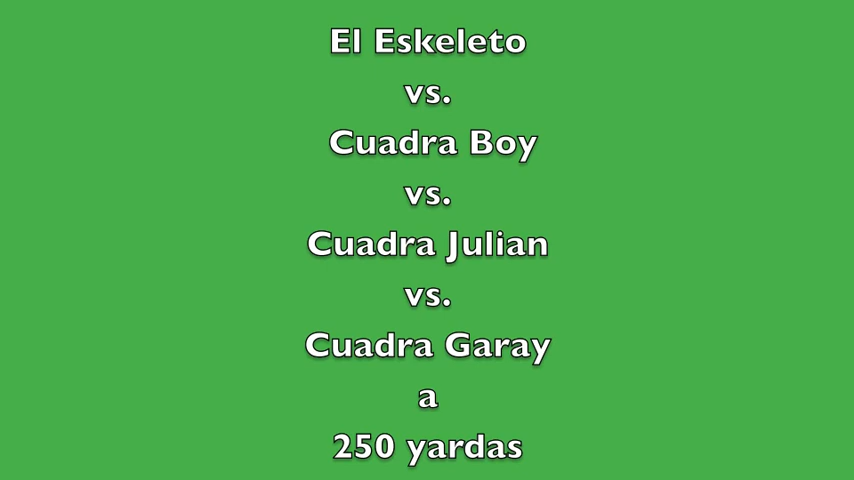 El Eskeleto
vs.
Cuadra Boy
vs.
Cuadra Julian
vs.
Cuadra Garay
a
250 yardas